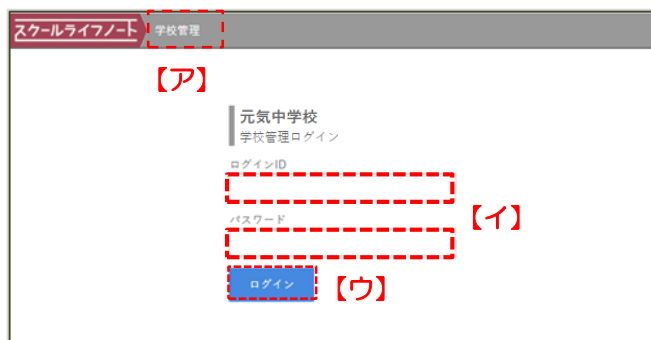 スクールライフノート 学校管理
【ア】
元気中学校
学校管理ログイン
ログインID
【イ】
パスワード
ログイン
【ウ】